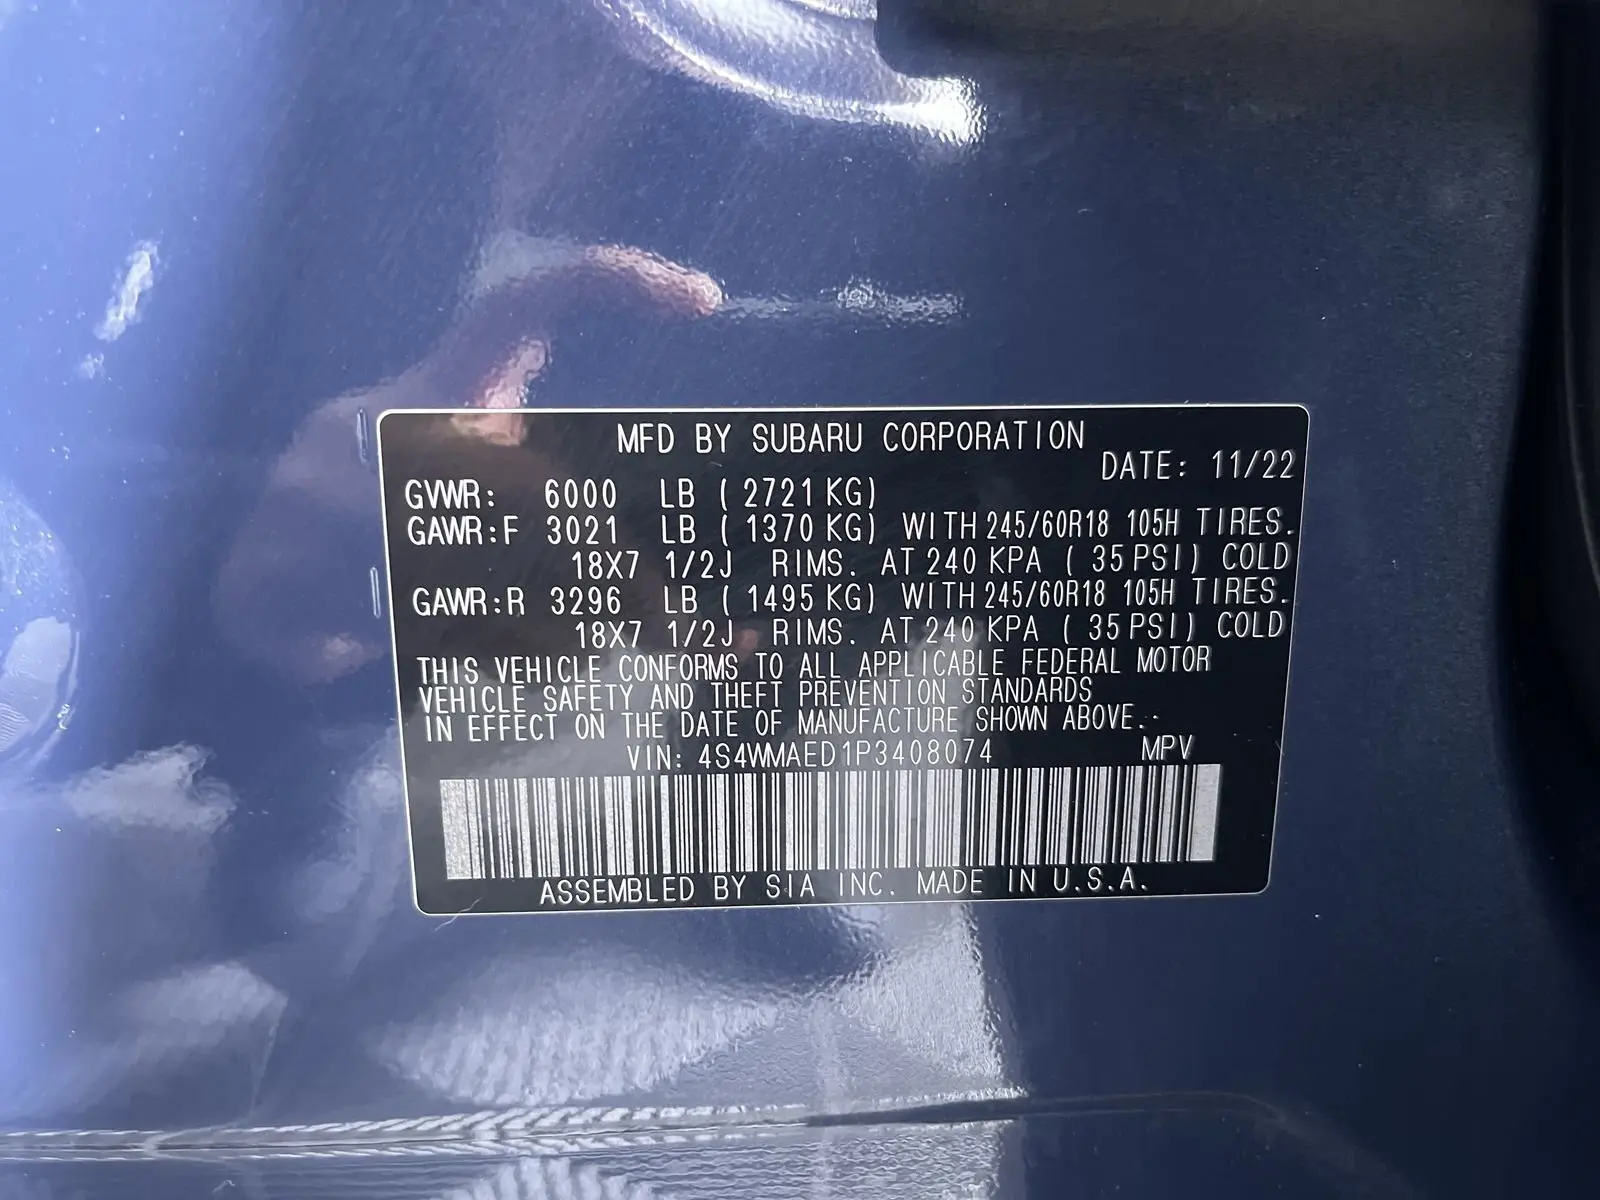 MFD BY SUBARU CORPORATION
DATE: 11/22
GVWR: 6000 LB ( 2721 KG)
GAWR:F 3021 LB ( 1370 KG) WITH 245/60R18 105H TIRES.
18X7 1/2J RIMS. AT 240 KPA ( 35 PSI) COLD
GAWR:R 3296 LB ( 1495 KG) WITH 245/60R18 105H TIRES.
18X7 1/2J RIMS. AT 240 KPA ( 35 PSI) COLD
THIS VEHICLE CONFORMS TO ALL APPLICABLE FEDERAL MOTOR
VEHICLE SAFETY AND THEFT PREVENTION STANDARDS
IN EFFECT ON THE DATE OF MANUFACTURE SHOWN ABOVE.
VIN: 4S4WMAED1P3408074 MPV
ASSEMBLED BY SIA INC. MADE IN U.S.A.